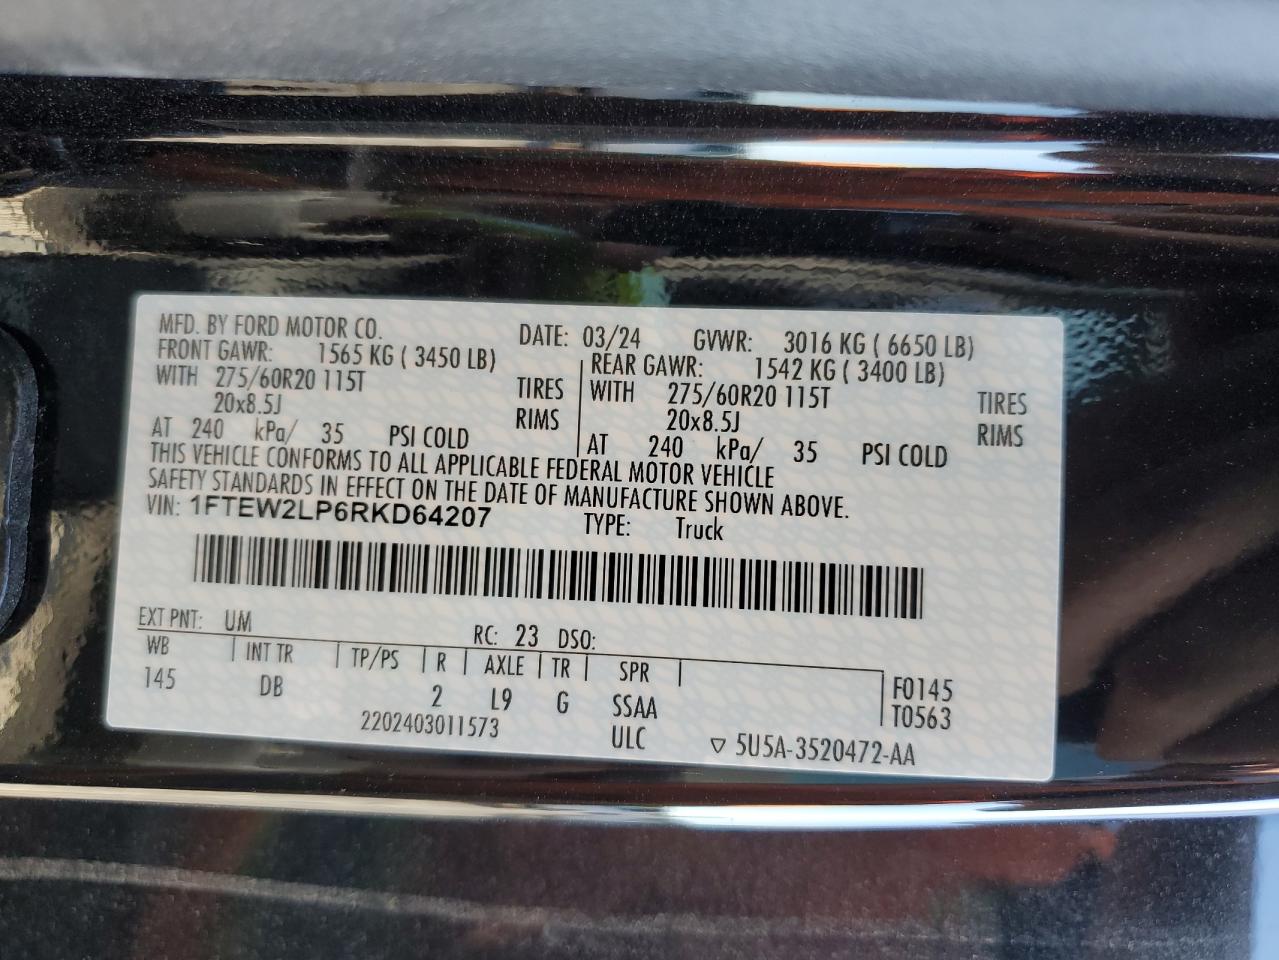 MFD. BY FORD MOTOR CO. DATE: 03/24 GVWR: 3016 KG ( 6650 LB)
FRONT GAWR: 1565 KG ( 3450 LB) REAR GAWR: 1542 KG ( 3400 LB)
WITH 275/60R20 115T TIRES WITH 275/60R20 115T TIRES
20x8.5J RIMS 20x8.5J RIMS
AT 240 kPa/ 35 PSI COLD AT 240 kPa/ 35 PSI COLD
THIS VEHICLE CONFORMS TO ALL APPLICABLE FEDERAL MOTOR VEHICLE
SAFETY STANDARDS IN EFFECT ON THE DATE OF MANUFACTURE SHOWN ABOVE.
VIN: 1FTEW2LP6RKD64207 TYPE: Truck
EXT PNT: UM RC: 23 DSO:
WB INT TR TP/PS R AXLE TR SPR
145 DB 2 L9 G SSAA F0145
T0563
2202403011573 ULC ▽ 5U5A-3520472-AA